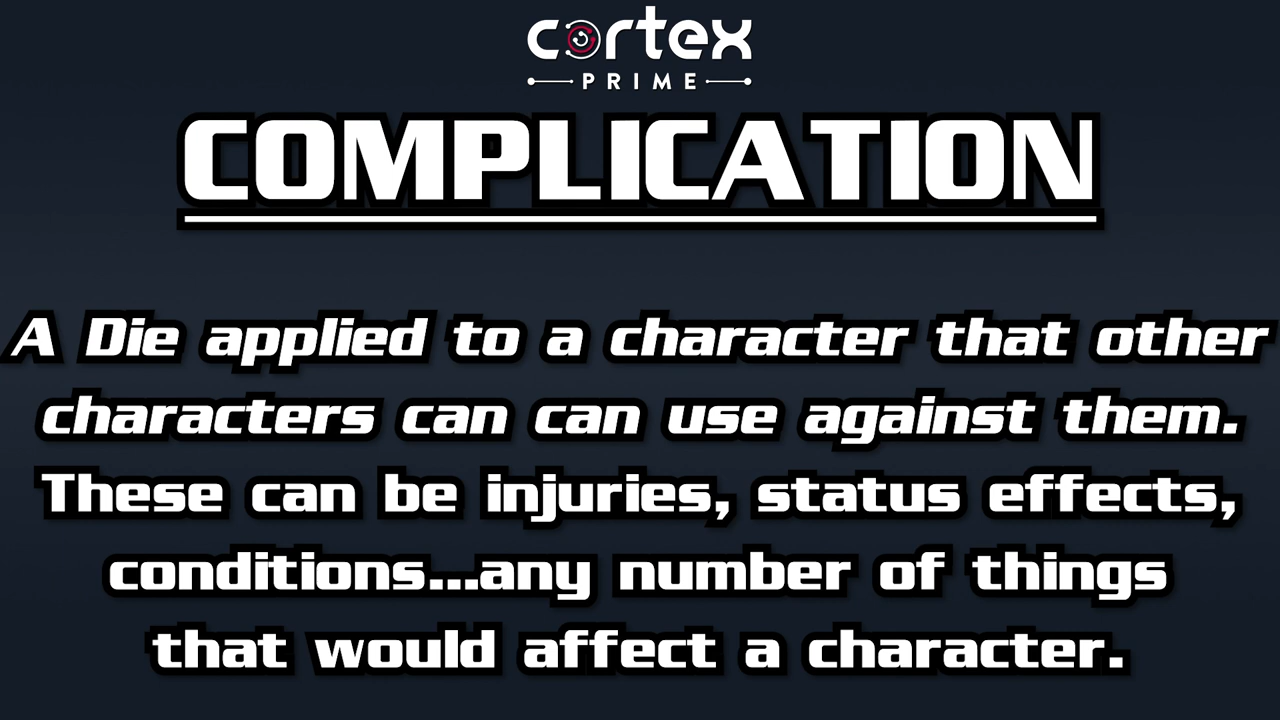 cortex
PRIME
COMPLICATION
A Die applied to a character that other
characters can can use against them.
These can be injuries, status effects,
conditions...any number of things
that would affect a character.